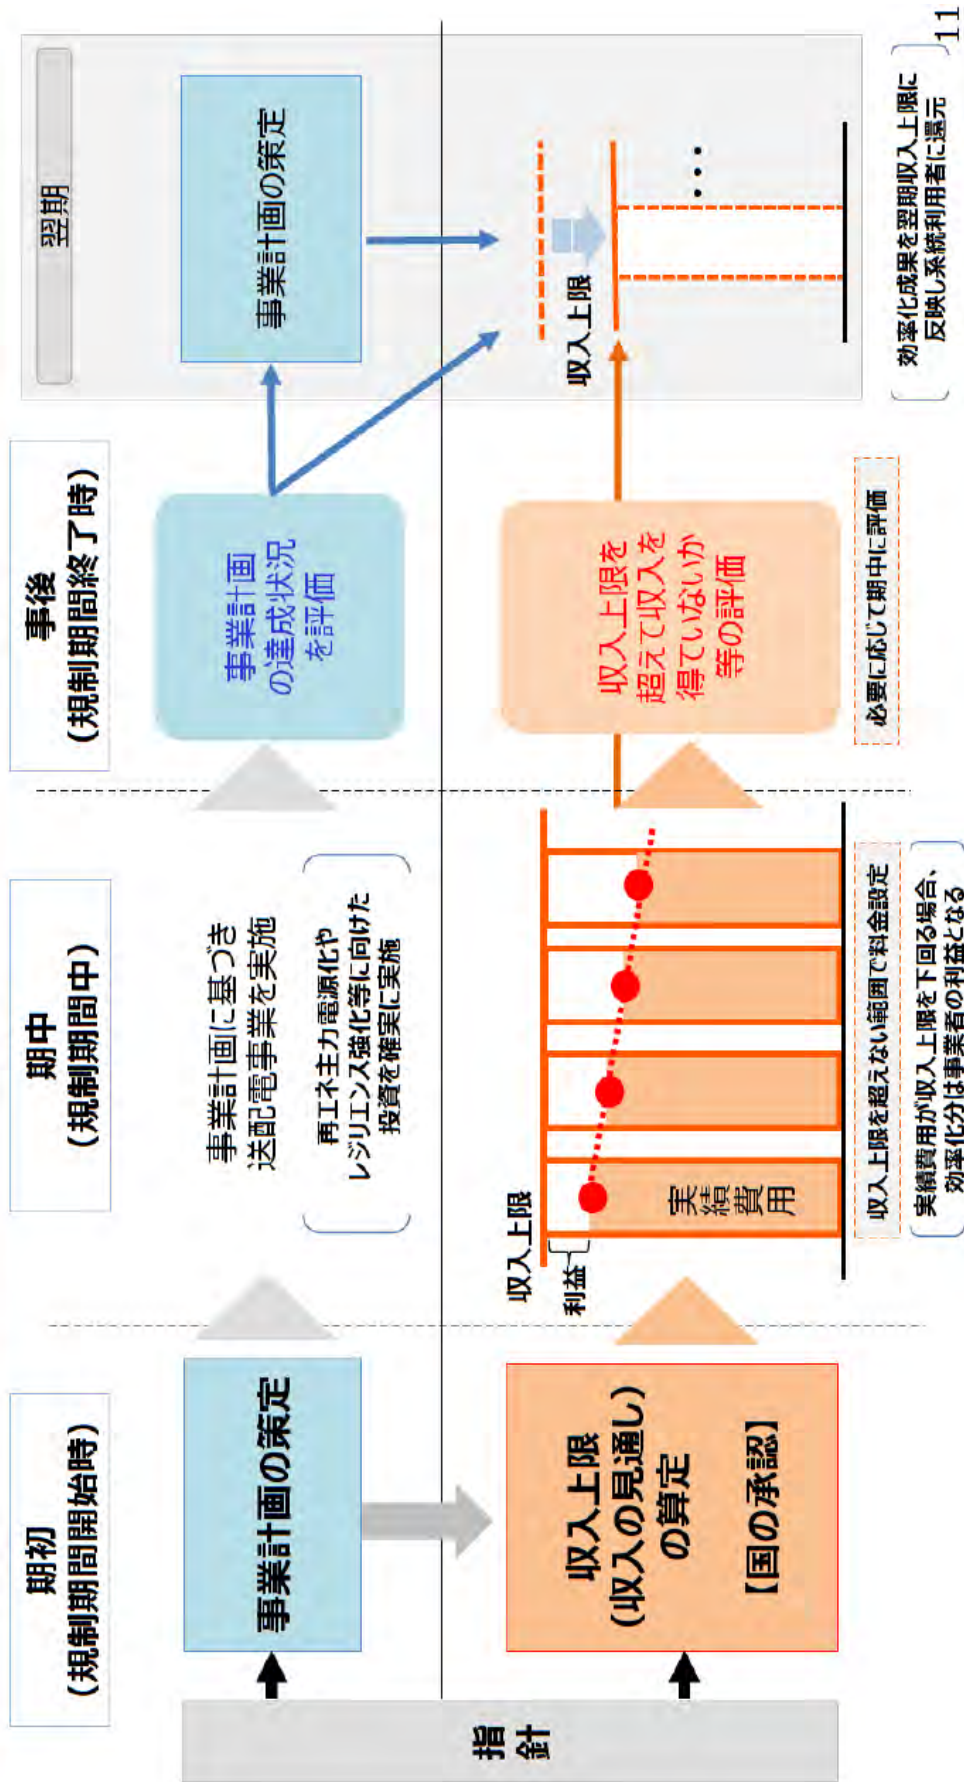 期初
(規制期間開始時)
期中
(規制期間中)
事後
(規制期間終了時)
翌期
指針
事業計画の策定
事業計画に基づき
送配電事業を実施
再エネ主力電源化や
レジリエンス強化等に向けた
投資を確実に実施
事業計画
の達成状況
を評価
事業計画の策定
収入上限
(収入の見通し)
の算定
【国の承認】
収入上限
利益
実績費用
収入上限を超えない範囲で料金設定
実績費用が収入上限を下回る場合、
効率化分は事業者の利益となる
収入上限を
超えて収入を
得ていないか
等の評価
必要に応じて期中に評価
収入上限
・・・
効率化成果を翌期収入上限に
反映し系統利用者に還元
11